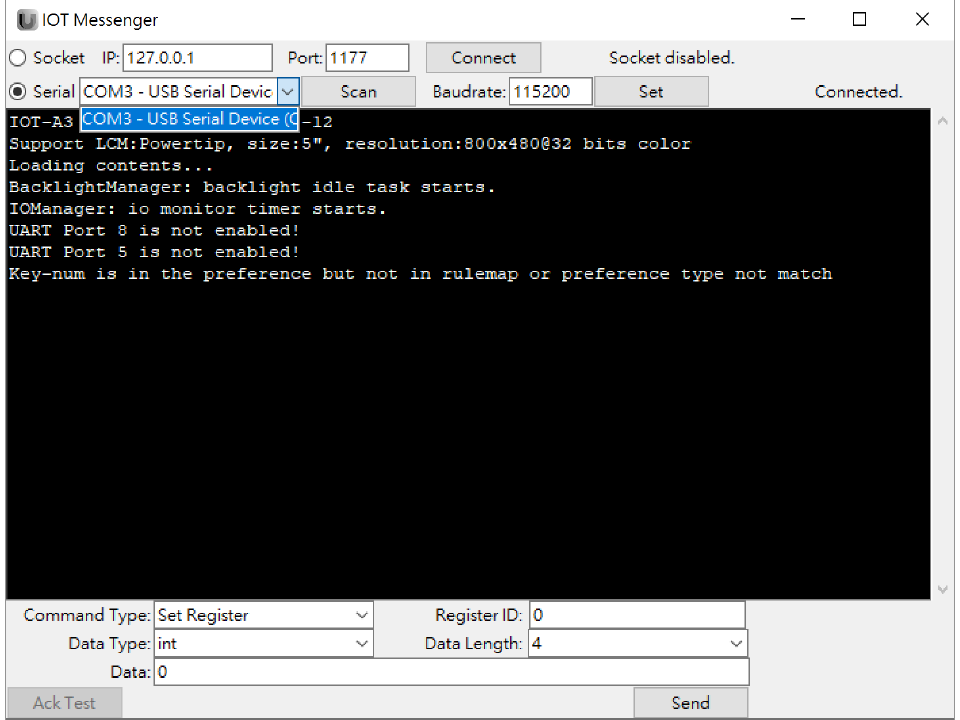 IOT Messenger
Socket IP: 127.0.0.1 Port: 1177 Connect Socket disabled.
Serial COM3 - USB Serial Devic Scan Baudrate: 115200 Set Connected.
COM3 - USB Serial Device (C
IOT-A3 -12
Support LCM:Powertip, size:5", resolution:800x480@32 bits color
Loading contents...
BacklightManager: backlight idle task starts.
IOManager: io monitor timer starts.
UART Port 8 is not enabled!
UART Port 5 is not enabled!
Key-num is in the preference but not in rulemap or preference type not match
Command Type: Set Register Register ID: 0
Data Type: int Data Length: 4
Data: 0
Ack Test Send